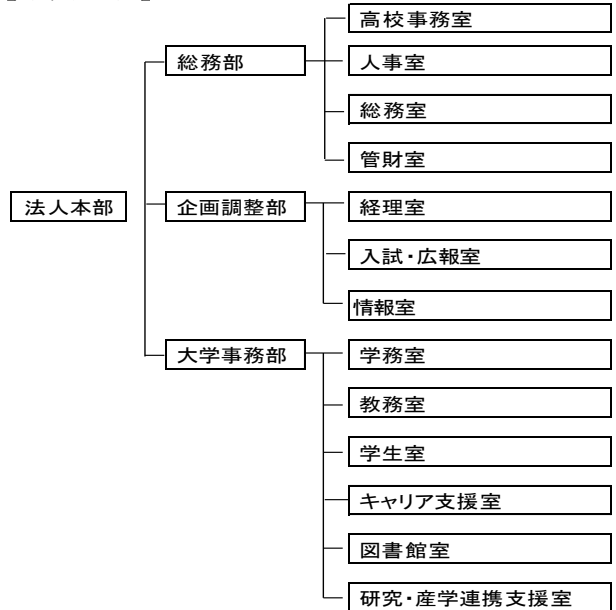 高校事務室
総務部
人事室
総務室
管財室
法人本部
企画調整部
経理室
入試・広報室
情報室
大学事務部
学務室
教務室
学生室
キャリア支援室
図書館室
研究・産学連携支援室